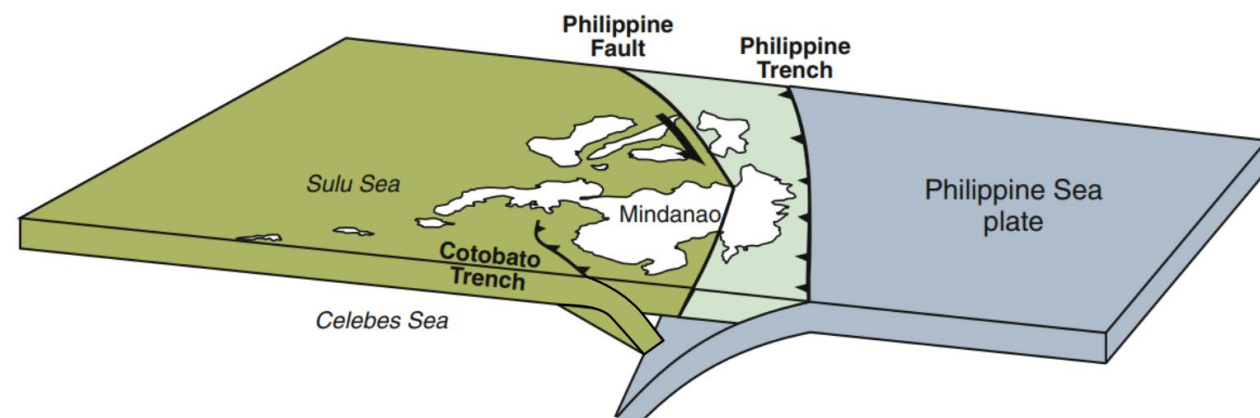 Philippine
Fault
Philippine
Trench
Sulu Sea
Mindanao
Philippine Sea
plate
Cotobato
Trench
Celebes Sea